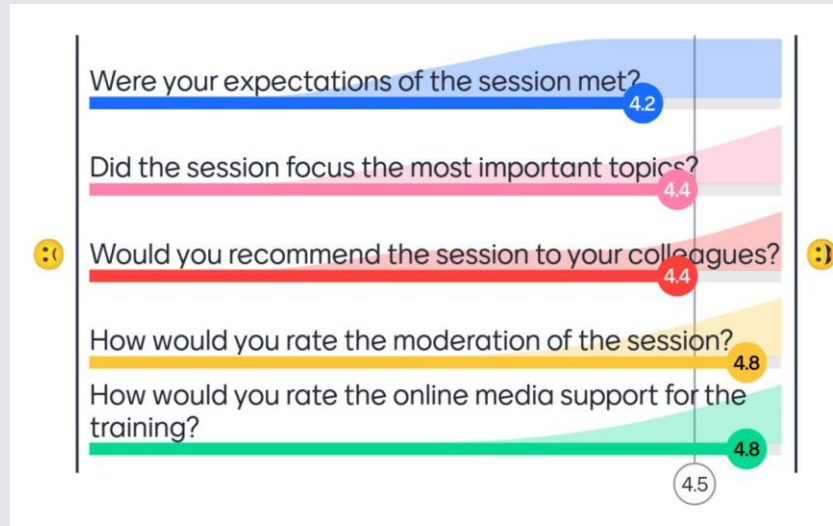 Were your expectations of the session met?
4.2
Did the session focus the most important topics?
4.4
:(
Would you recommend the session to your colleagues?
:)
4.4
How would you rate the moderation of the session?
4.8
How would you rate the online media support for the
training?
4.8
4.5